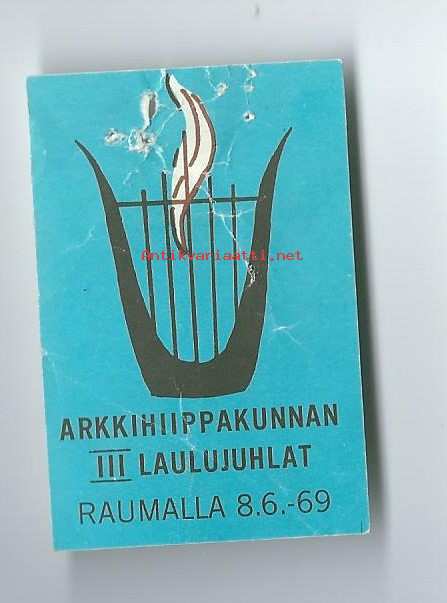 Antikvariaatti.net
ARKKIHIIPPAKUNNAN
III LAULUJUHLAT
RAUMALLA 8.6.-69